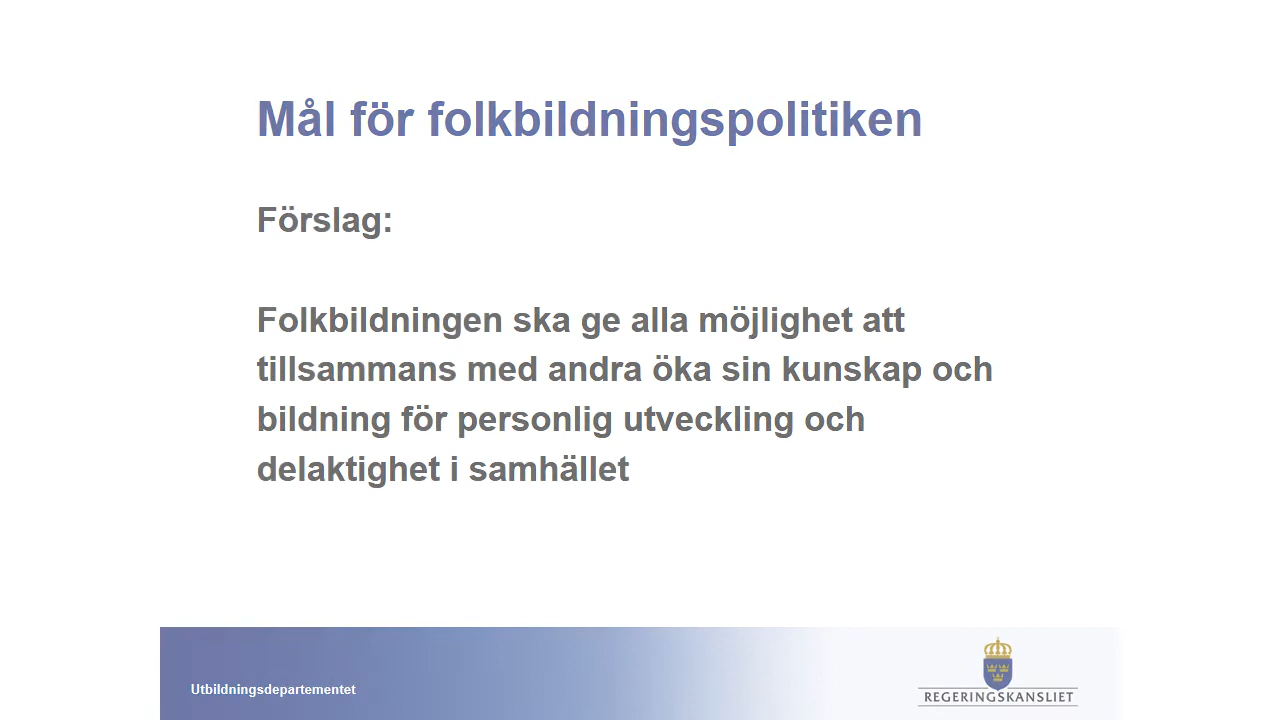 Mål för folkbildningspolitiken
Förslag:
Folkbildningen ska ge alla möjlighet att
tillsammans med andra öka sin kunskap och
bildning för personlig utveckling och
delaktighet i samhället
Utbildningsdepartementet
REGERINGSKANSLIET